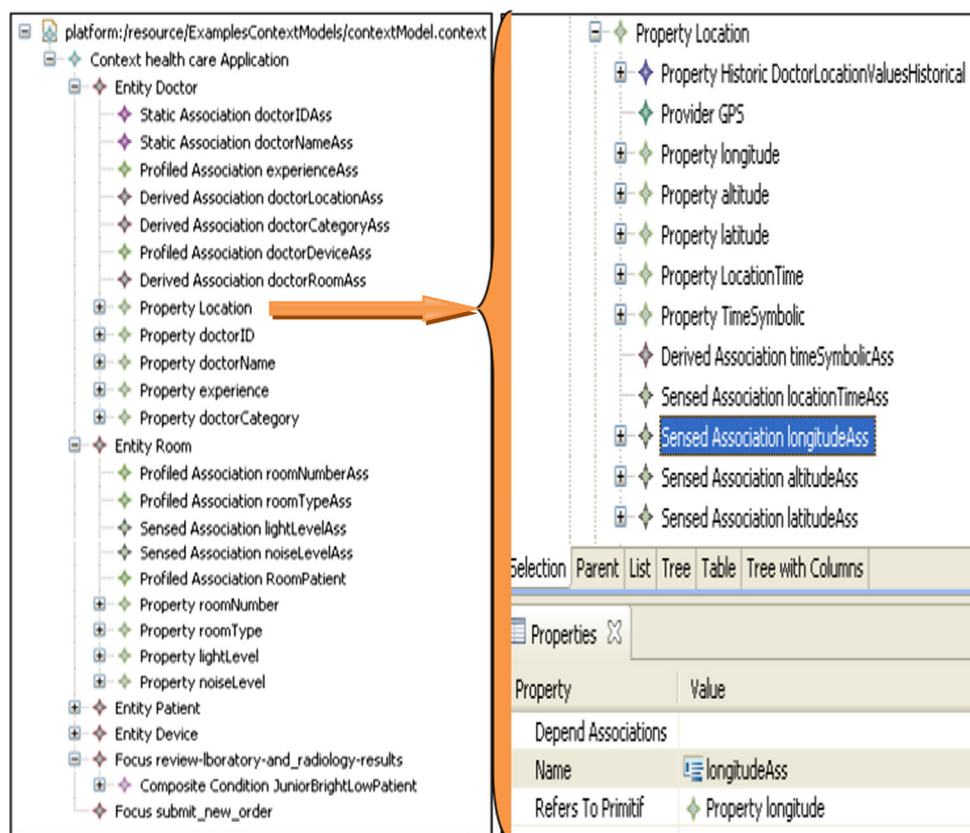 platform:/resource/ExamplesContextModels/contextModel.context
Context health care Application
Entity Doctor
Static Association doctorIDAss
Static Association doctorNameAss
Profiled Association experienceAss
Derived Association doctorLocationAss
Derived Association doctorCategoryAss
Profiled Association doctorDeviceAss
Derived Association doctorRoomAss
Property Location
Property doctorID
Property doctorName
Property experience
Property doctorCategory
Entity Room
Profiled Association roomNumberAss
Profiled Association roomTypeAss
Sensed Association lightLevelAss
Sensed Association noiseLevelAss
Profiled Association RoomPatient
Property roomNumber
Property roomType
Property lightLevel
Property noiseLevel
Entity Patient
Entity Device
Focus review-lboratory-and_radiology-results
Composite Condition JuniorBrightLowPatient
Focus submit_new_order
Property Location
Property Historic DoctorLocationValuesHistorical
Provider GPS
Property longitude
Property altitude
Property latitude
Property LocationTime
Property TimeSymbolic
Derived Association timeSymbolicAss
Sensed Association locationTimeAss
Sensed Association longitudeAss
Sensed Association altitudeAss
Sensed Association latitudeAss
Selection Parent List Tree Table Tree with Columns
Properties
Property Value
Depend Associations
Name longitudeAss
Refers To Primitif Property longitude